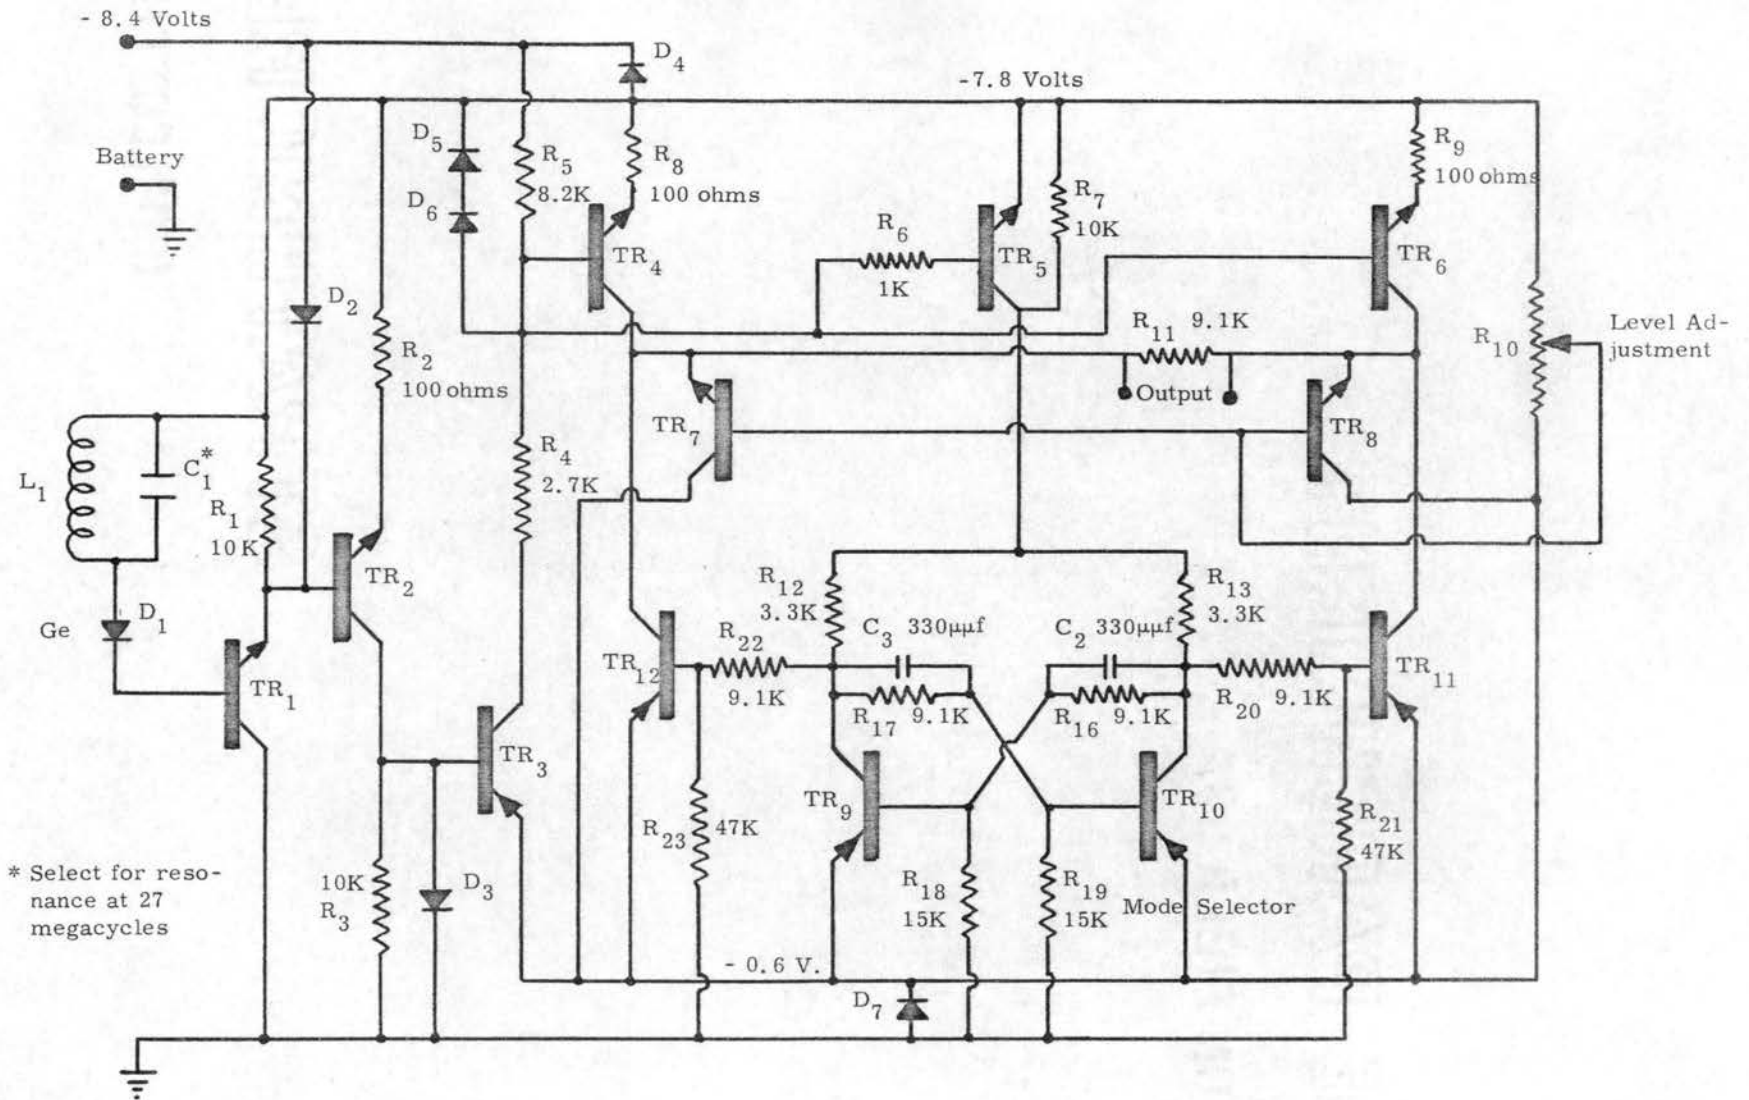 - 8.4 Volts
D4
-7.8 Volts
Battery
D5
R5
8.2K
R8
100 ohms
R9
100 ohms
D6
R7
10K
R6
1K
TR4
TR5
TR6
D2
R11 9.1K
Level Ad-
justment
R10
R2
100 ohms
Output
TR7
TR8
L1
C1*
R4
2.7K
R1
10K
TR2
R12
3.3K
R13
3.3K
Ge
D1
C3 330μμf
C2 330μμf
R22
9.1K
TR12
TR11
TR1
R17
9.1K
R16
9.1K
R20
9.1K
TR3
TR9
TR10
R23
47K
R21
47K
* Select for reso-
nance at 27
megacycles
10K
R3
D3
R18
15K
R19
15K
Mode Selector
- 0.6 V.
D7